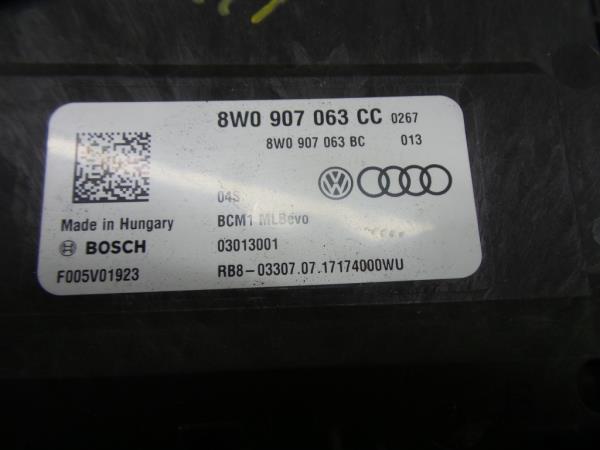 8W0 907 063 CC 0267
8W0 907 063 BC 013
04S
Made in Hungary BCM1 MLBevo
BOSCH 03013001
F005V01923 RB8-03307.07.17174000WU